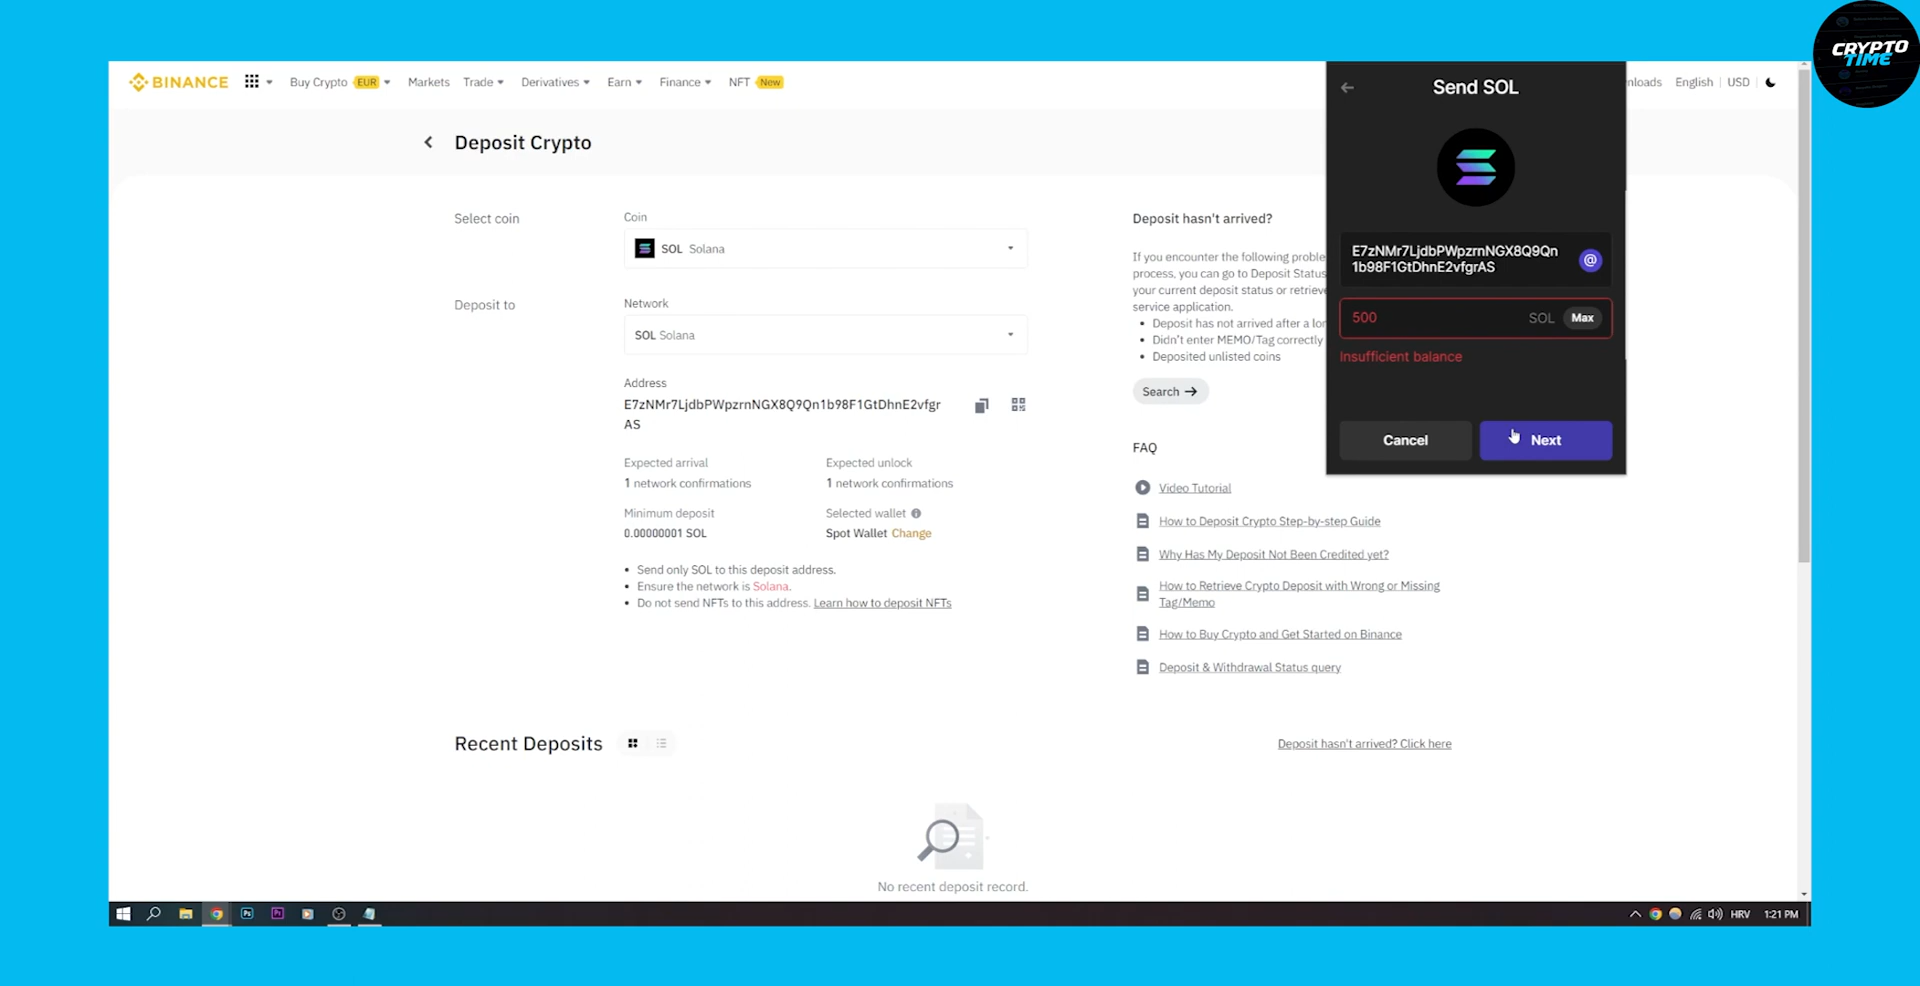 CRYPTO
TIME
BINANCE
Buy Crypto EUR
Markets
Trade
Derivatives
Earn
Finance
NFT New
nloads
English
USD
Deposit Crypto
Select coin
Coin
SOL Solana
Deposit to
Network
SOL Solana
Address
E7zNMr7LjdbPWpzrnNGX8Q9Qn1b98F1GtDhnE2vfgr
AS
Expected arrival
1 network confirmations
Expected unlock
1 network confirmations
Minimum deposit
0.00000001 SOL
Selected wallet
Spot Wallet Change
Send only SOL to this deposit address.
Ensure the network is Solana.
Do not send NFTs to this address. Learn how to deposit NFTs
Deposit hasn't arrived?
If you encounter the following proble
process, you can go to Deposit Status
your current deposit status or retrieve
service application.
Deposit has not arrived after a lon
Didn't enter MEMO/Tag correctly
Deposited unlisted coins
Search
FAQ
Video Tutorial
How to Deposit Crypto Step-by-step Guide
Why Has My Deposit Not Been Credited yet?
How to Retrieve Crypto Deposit with Wrong or Missing
Tag/Memo
How to Buy Crypto and Get Started on Binance
Deposit & Withdrawal Status query
Send SOL
E7zNMr7LjdbPWpzrnNGX8Q9Qn
1b98F1GtDhnE2vfgrAS
@
500
SOL
Max
Insufficient balance
Cancel
Next
Recent Deposits
Deposit hasn't arrived? Click here
No recent deposit record.
Ps
Pr
HRV
1:21 PM